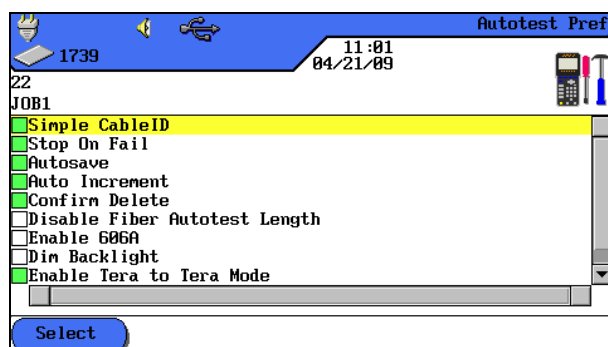 Autotest Pref
1739
11:01
04/21/09
22
JOB1
Simple CableID
Stop On Fail
Autosave
Auto Increment
Confirm Delete
Disable Fiber Autotest Length
Enable 606A
Dim Backlight
Enable Tera to Tera Mode
Select